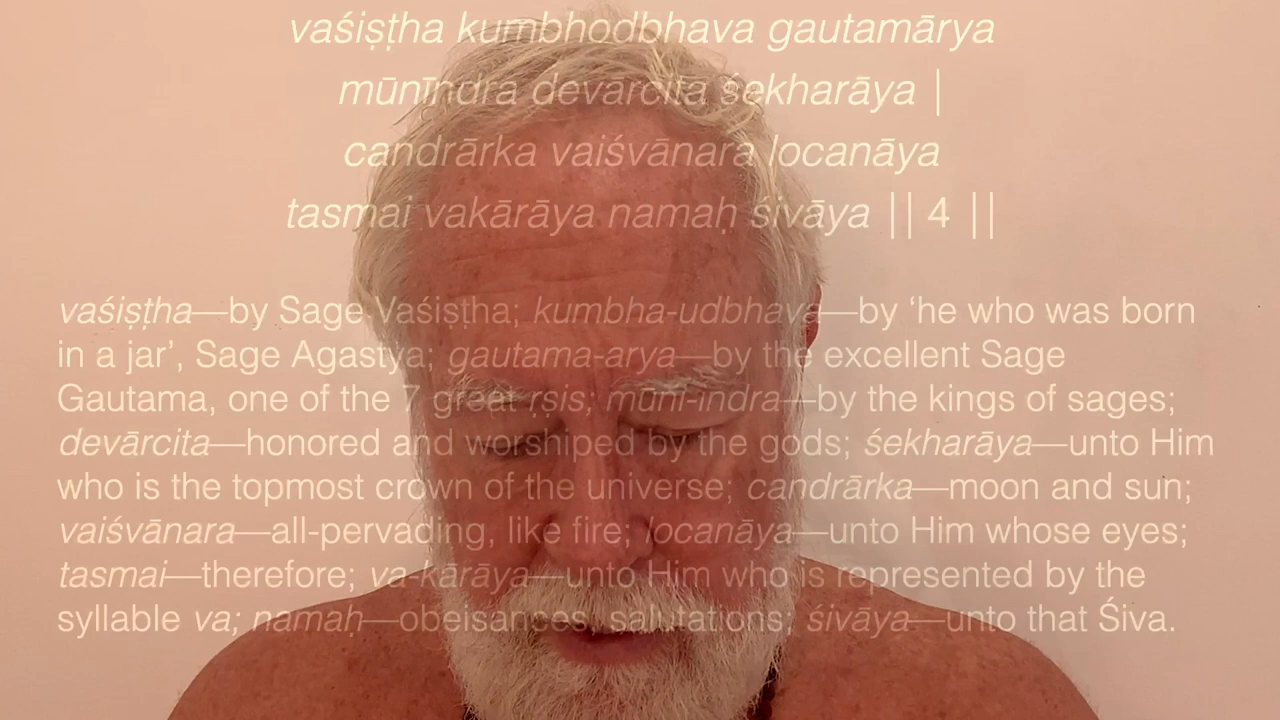 vaśiṣṭha kumbhodbhava gautamārya
mūnīndra devārcita śekharāya |
candrārka vaiśvānara locanāya
tasmai vakārāya namaḥ śivāya || 4 ||
vaśiṣṭha—by Sage Vaśiṣṭha; kumbha-udbhava—by ‘he who was born
in a jar’, Sage Agastya; gautama-arya—by the excellent Sage
Gautama, one of the 7 great ṛṣis; mūni-indra—by the kings of sages;
devārcita—honored and worshiped by the gods; śekharāya—unto Him
who is the topmost crown of the universe; candrārka—moon and sun;
vaiśvānara—all-pervading, like fire; locanāya—unto Him whose eyes;
tasmai—therefore; va-kārāya—unto Him who is represented by the
syllable va; namaḥ—obeisances, salutations; śivāya—unto that Śiva.